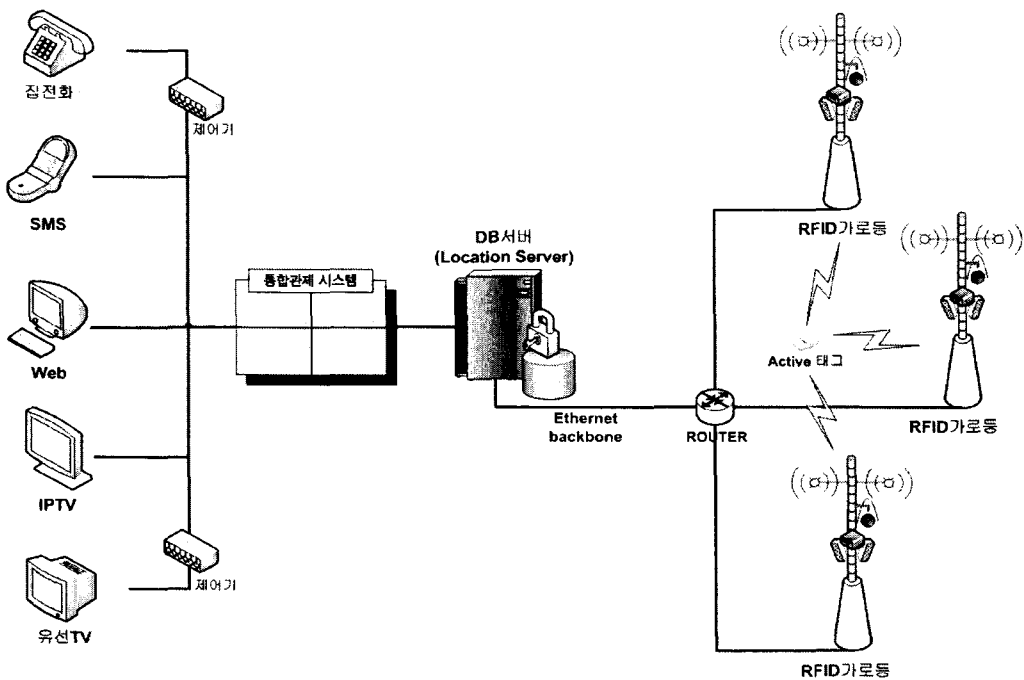 집전화
제어기
SMS
Web
IPTV
제어기
유선TV
통합관제 시스템
DB서버
(Location Server)
Ethernet
backbone
ROUTER
RFID가로등
Active 태그
RFID가로등
RFID가로등